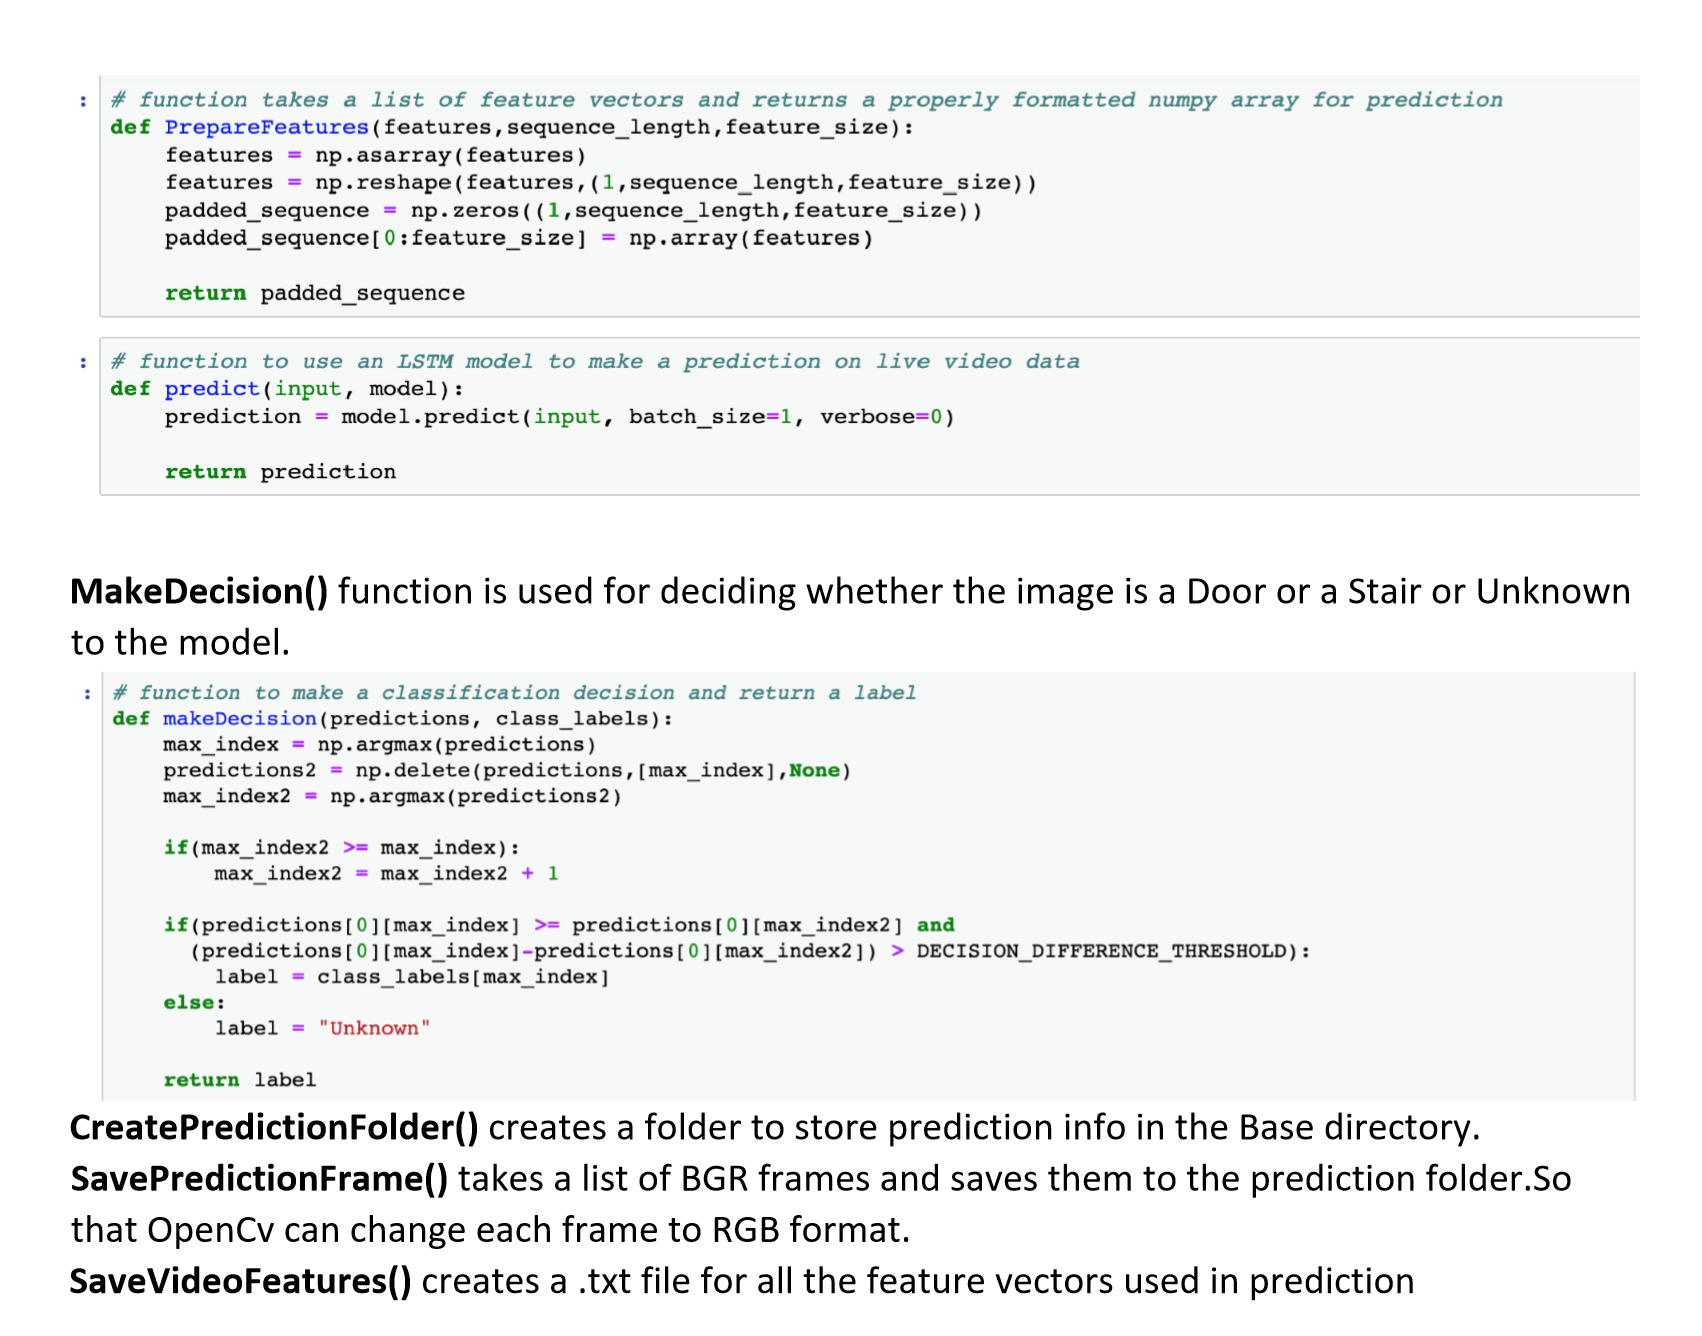 : # function takes a list of feature vectors and returns a properly formatted numpy array for prediction
def PrepareFeatures(features,sequence_length,feature_size):
    features = np.asarray(features)
    features = np.reshape(features,(1,sequence_length,feature_size))
    padded_sequence = np.zeros((1,sequence_length,feature_size))
    padded_sequence[0:feature_size] = np.array(features)
    return padded_sequence
: # function to use an LSTM model to make a prediction on live video data
def predict(input, model):
    prediction = model.predict(input, batch_size=1, verbose=0)
    return prediction
MakeDecision() function is used for deciding whether the image is a Door or a Stair or Unknown
to the model.
: # function to make a classification decision and return a label
def makeDecision(predictions, class_labels):
    max_index = np.argmax(predictions)
    predictions2 = np.delete(predictions,[max_index],None)
    max_index2 = np.argmax(predictions2)
    if(max_index2 >= max_index):
        max_index2 = max_index2 + 1
    if(predictions[0][max_index] >= predictions[0][max_index2] and
      (predictions[0][max_index]-predictions[0][max_index2]) > DECISION_DIFFERENCE_THRESHOLD):
        label = class_labels[max_index]
    else:
        label = "Unknown"
    return label
CreatePredictionFolder() creates a folder to store prediction info in the Base directory.
SavePredictionFrame() takes a list of BGR frames and saves them to the prediction folder.So
that OpenCv can change each frame to RGB format.
SaveVideoFeatures() creates a .txt file for all the feature vectors used in prediction